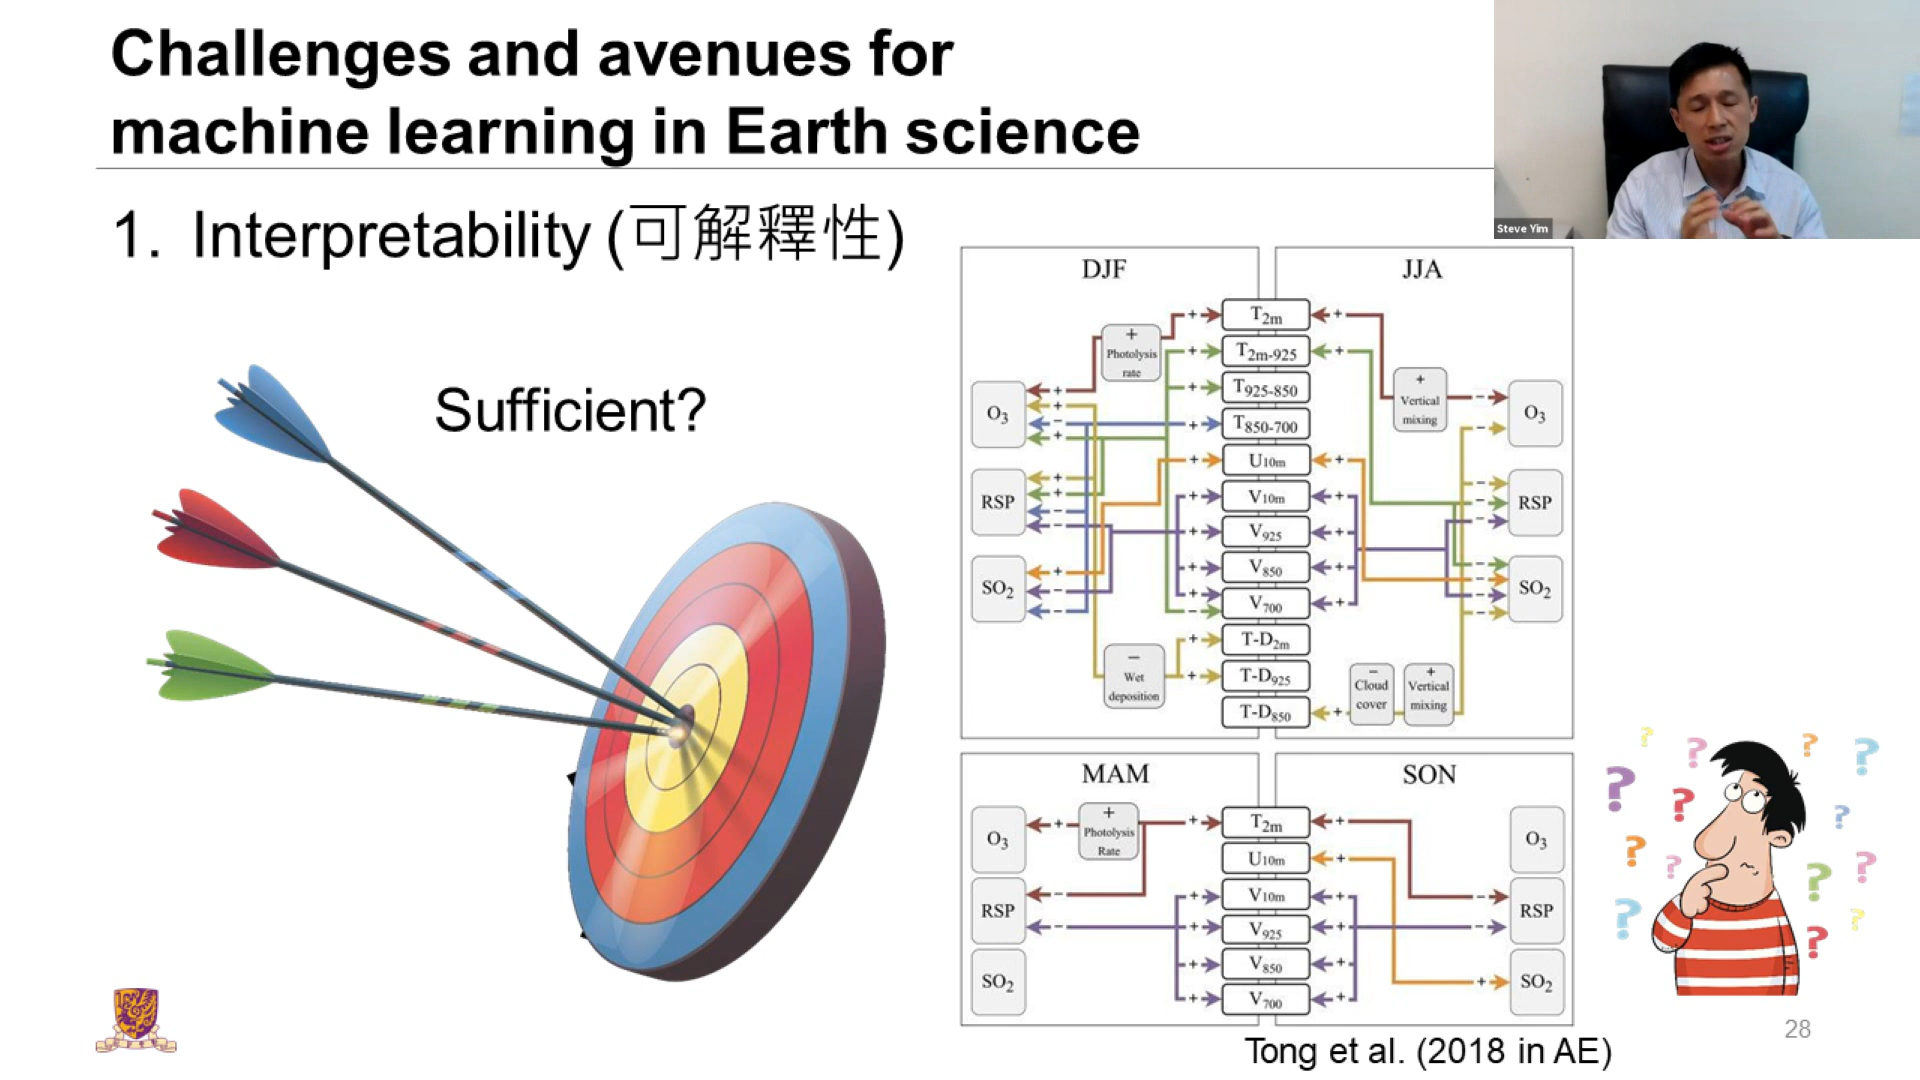 Challenges and avenues for
machine learning in Earth science
Steve Yim
1. Interpretability (可解釋性)
Sufficient?
DJF
JJA
T2m
T2m-925
T925-850
T850-700
U10m
V10m
V925
V850
V700
T-D2m
T-D925
T-D850
+
Photolysis
rate
O3
RSP
SO2
−
Wet
deposition
+
Vertical
mixing
O3
RSP
SO2
−
Cloud
cover
+
Vertical
mixing
MAM
SON
O3
RSP
SO2
+
Photolysis
Rate
T2m
U10m
V10m
V925
V850
V700
O3
RSP
SO2
Tong et al. (2018 in AE)
28